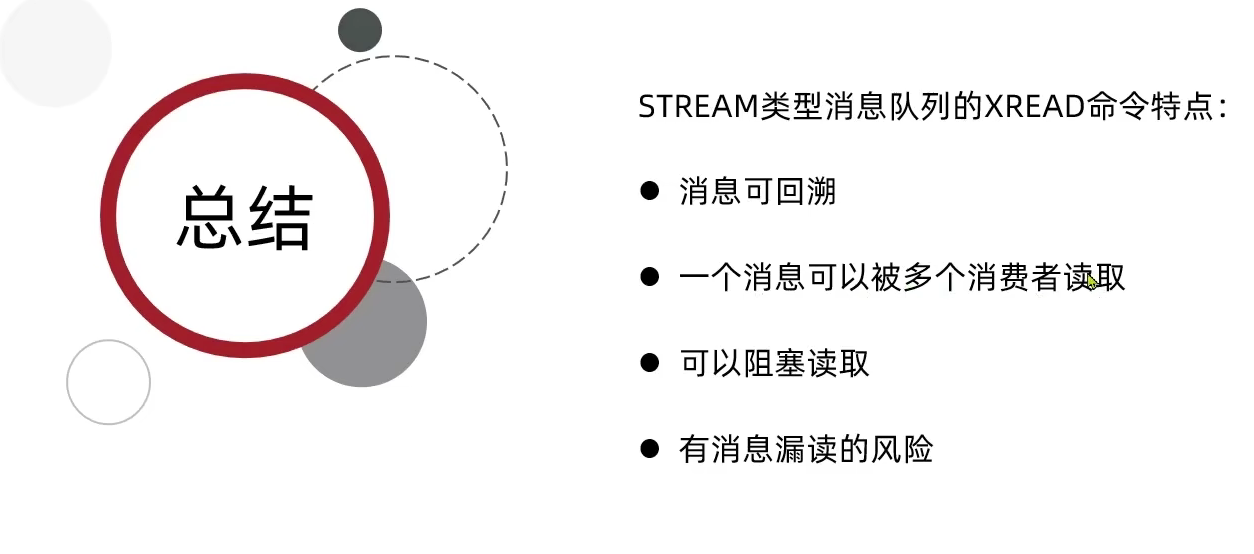 总结
STREAM类型消息队列的XREAD命令特点：
● 消息可回溯
● 一个消息可以被多个消费者读取
● 可以阻塞读取
● 有消息漏读的风险